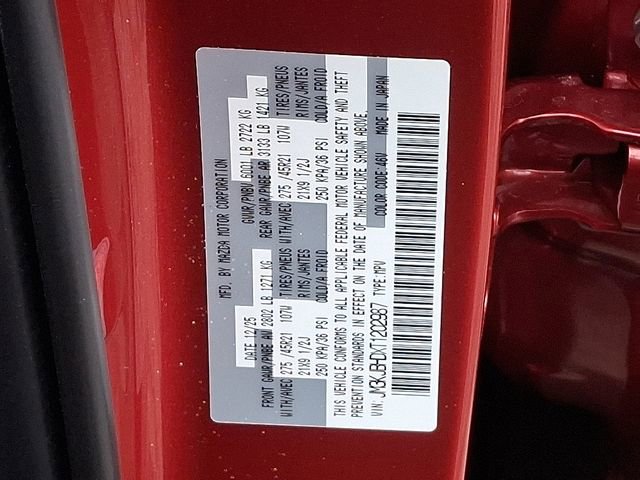 MFD. BY MAZDA MOTOR CORPORATION
DATE 12/25 GVWR/PNBV 6001 LB 2722 KG
FRONT GAWR/PNBE AV 2802 LB 1271 KG REAR GAWR/PNBE AR 3133 LB 1421 KG
WITH/AVEC 275 /45R21 107W TIRES/PNEUS WITH/AVEC 275 /45R21 107W TIRES/PNEUS
21X9 1/2J RIMS/JANTES 21X9 1/2J RIMS/JANTES
250 KPA/36 PSI COLD/A FROID 250 KPA/36 PSI COLD/A FROID
THIS VEHICLE CONFORMS TO ALL APPLICABLE FEDERAL MOTOR VEHICLE SAFETY AND THEFT
PREVENTION STANDARDS IN EFFECT ON THE DATE OF MANUFACTURE SHOWN ABOVE.
VIN: TYPE: MPV COLOR CODE: 46V MADE IN JAPAN